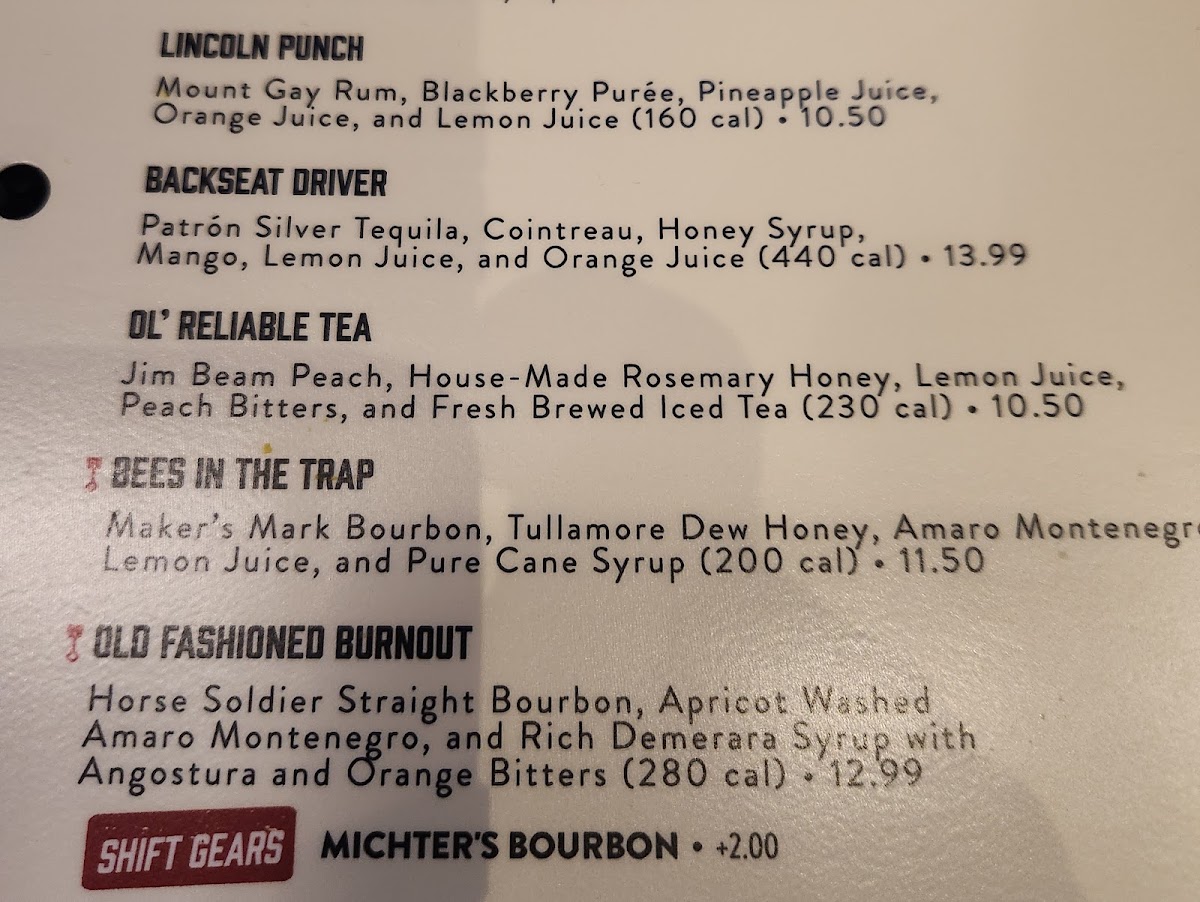 LINCOLN PUNCH
Mount Gay Rum, Blackberry Purée, Pineapple Juice,
Orange Juice, and Lemon Juice (160 cal) • 10.50
BACKSEAT DRIVER
Patrón Silver Tequila, Cointreau, Honey Syrup,
Mango, Lemon Juice, and Orange Juice (440 cal) • 13.99
OL' RELIABLE TEA
Jim Beam Peach, House-Made Rosemary Honey, Lemon Juice,
Peach Bitters, and Fresh Brewed Iced Tea (230 cal) • 10.50
BEES IN THE TRAP
Maker's Mark Bourbon, Tullamore Dew Honey, Amaro Montenegr
Lemon Juice, and Pure Cane Syrup (200 cal) • 11.50
OLD FASHIONED BURNOUT
Horse Soldier Straight Bourbon, Apricot Washed
Amaro Montenegro, and Rich Demerara Syrup with
Angostura and Orange Bitters (280 cal) • 12.99
SHIFT GEARS MICHTER'S BOURBON • +2.00